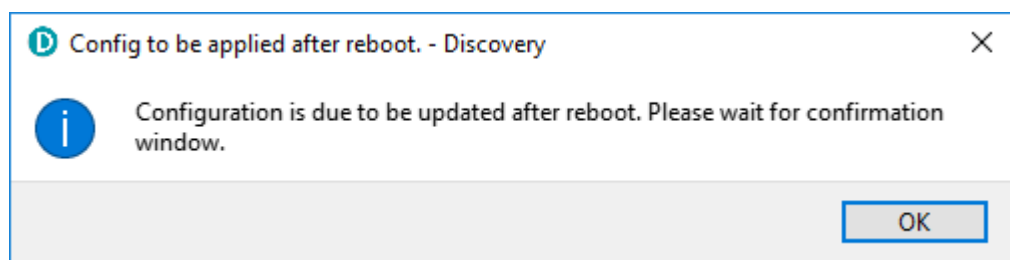 Config to be applied after reboot. - Discovery
Configuration is due to be updated after reboot. Please wait for confirmation
window.
OK